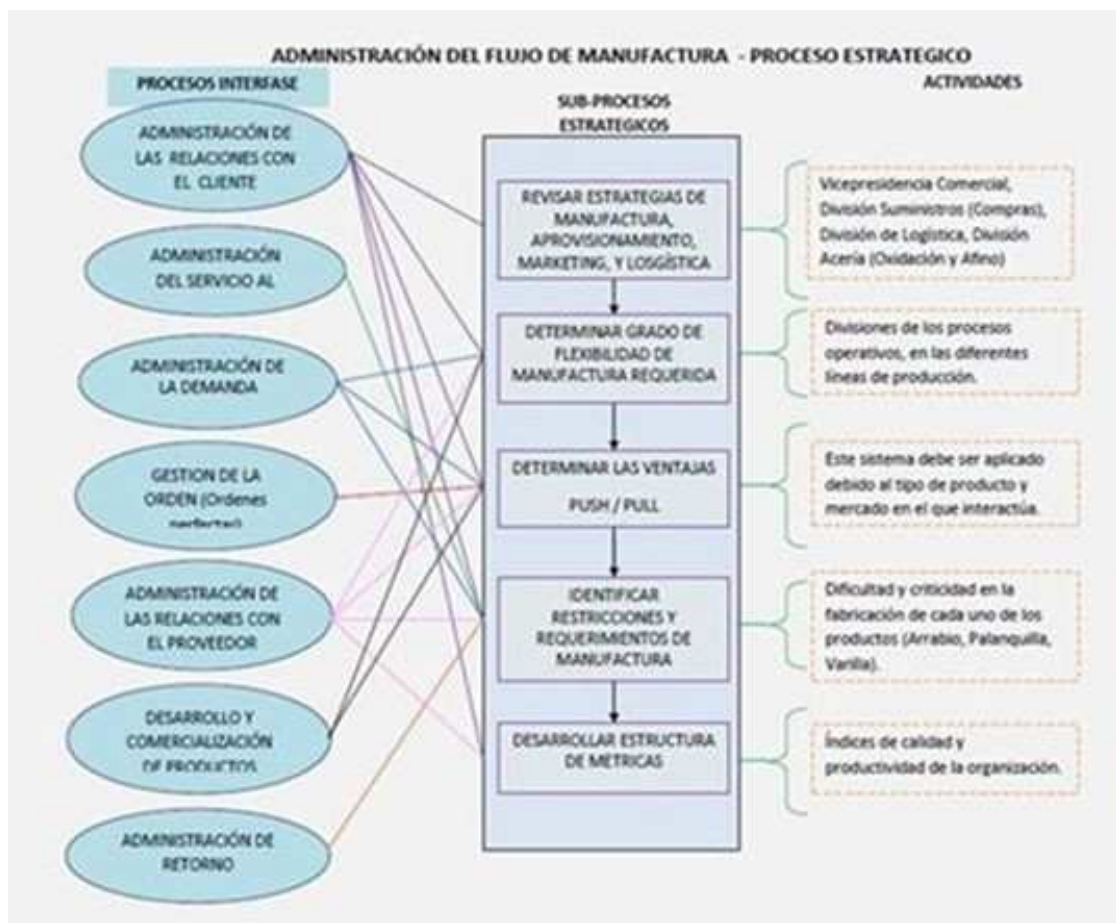 ADMINISTRACIÓN DEL FLUJO DE MANUFACTURA - PROCESO ESTRATEGICO
PROCESOS INTERFASE
ADMINISTRACIÓN DE
LAS RELACIONES CON
EL CLIENTE
ADMINISTRACIÓN
DEL SERVICIO AL
ADMINISTRACIÓN DE
LA DEMANDA
GESTION DE LA
ORDEN (Ordenes
perfectas)
ADMINISTRACIÓN DE
LAS RELACIONES CON
EL PROVEEDOR
DESARROLLO Y
COMERCIALIZACIÓN
DE PRODUCTOS
ADMINISTRACIÓN DE
RETORNO
SUB-PROCESOS
ESTRATEGICOS
REVISAR ESTRATEGIAS DE
MANUFACTURA,
APROVISIONAMIENTO,
MARKETING, Y LOSGÍSTICA
DETERMINAR GRADO DE
FLEXIBILIDAD DE
MANUFACTURA REQUERIDA
DETERMINAR LAS VENTAJAS
PUSH / PULL
IDENTIFICAR
RESTRICCIONES Y
REQUERIMIENTOS DE
MANUFACTURA
DESARROLLAR ESTRUCTURA
DE METRICAS
ACTIVIDADES
Vicepresidencia Comercial,
División Suministros (Compras),
División de Logística, División
Acería (Oxidación y Afino)
Divisiones de los procesos
operativos, en las diferentes
líneas de producción.
Este sistema debe ser aplicado
debido al tipo de producto y
mercado en el que interactúa.
Dificultad y criticidad en la
fabricación de cada uno de los
productos (Arrabio, Palanquilla,
Varilla).
Índices de calidad y
productividad de la organización.